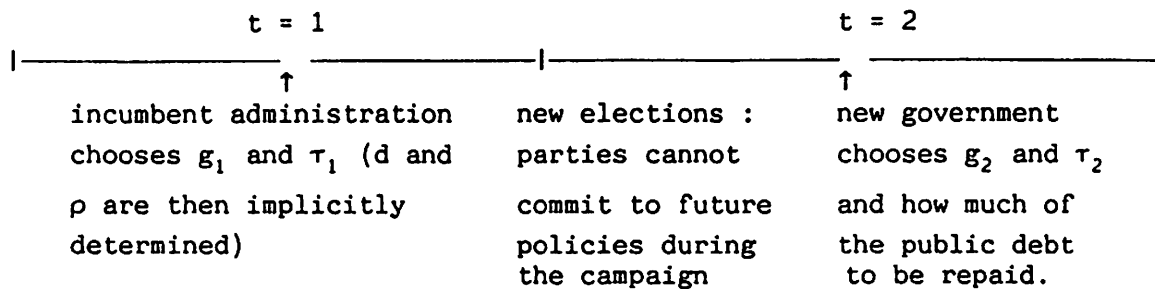 t = 1
t = 2
↑
↑
incumbent administration
chooses g₁ and τ₁ (d and
ρ are then implicitly
determined)
new elections :
parties cannot
commit to future
policies during
the campaign
new government
chooses g₂ and τ₂
and how much of
the public debt
to be repaid.